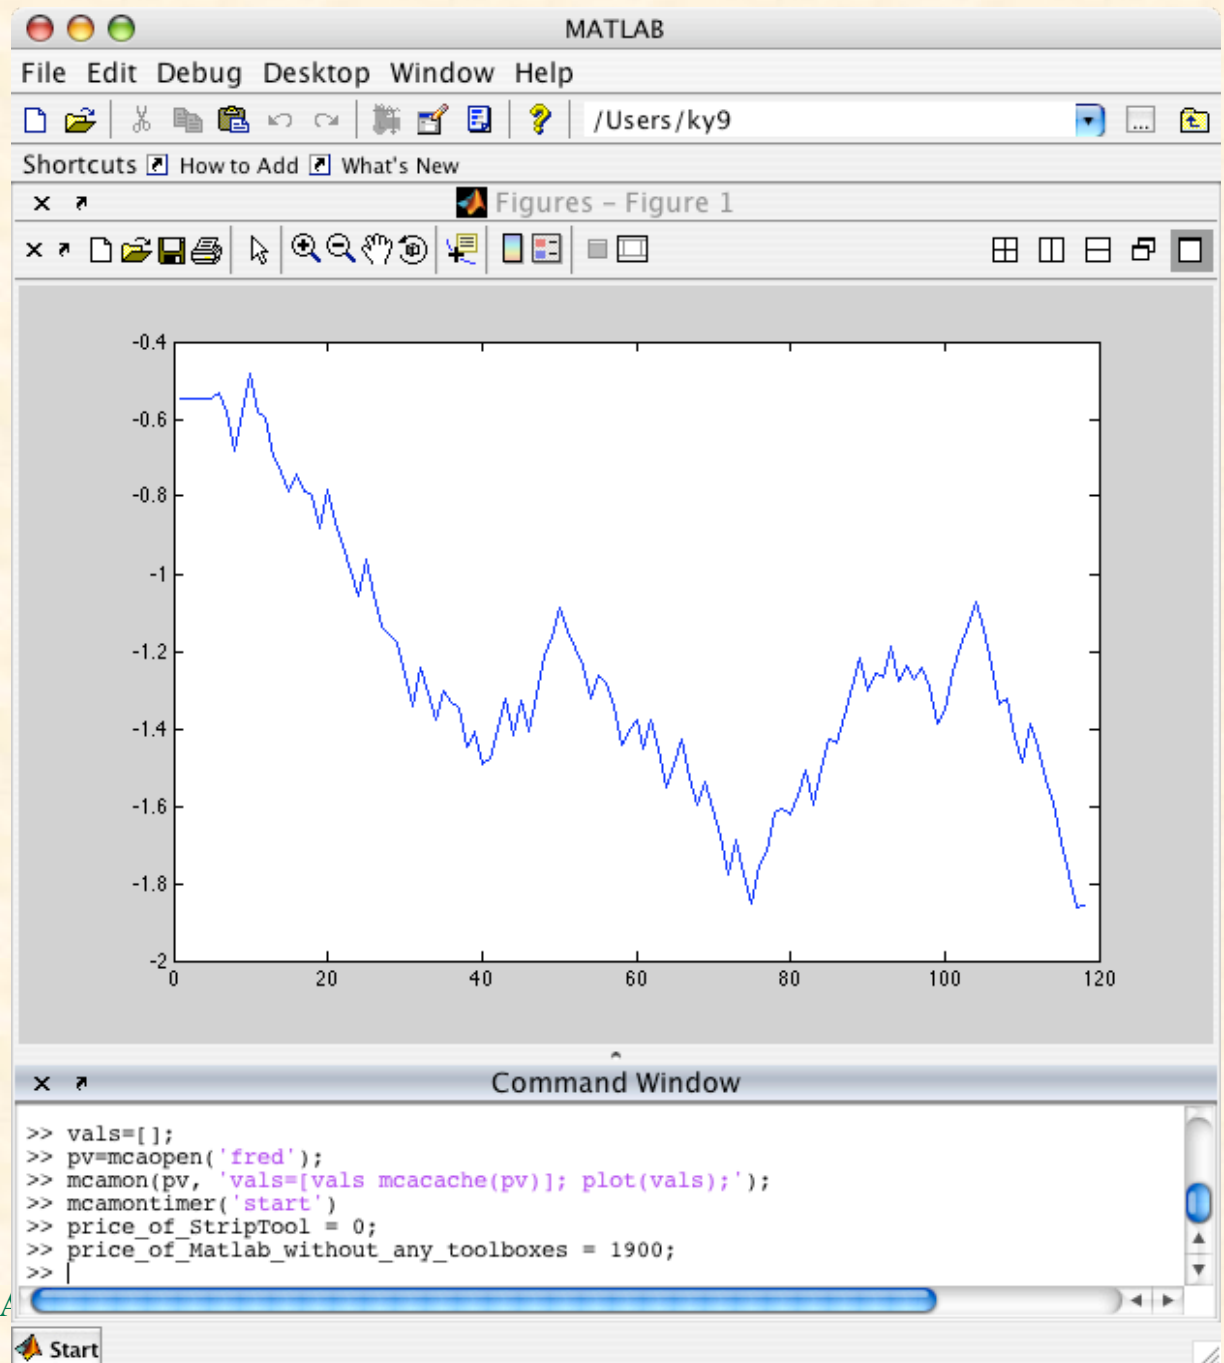 MATLAB
File Edit Debug Desktop Window Help
/Users/ky9
...
Shortcuts How to Add What's New
Figures – Figure 1
-0.4
-0.6
-0.8
-1
-1.2
-1.4
-1.6
-1.8
-2
0 20 40 60 80 100 120
Command Window
>> vals=[];
>> pv=mcaopen('fred');
>> mcamon(pv, 'vals=[vals mcacache(pv)]; plot(vals);');
>> mcamontimer('start')
>> price_of_StripTool = 0;
>> price_of_Matlab_without_any_toolboxes = 1900;
>>
Start